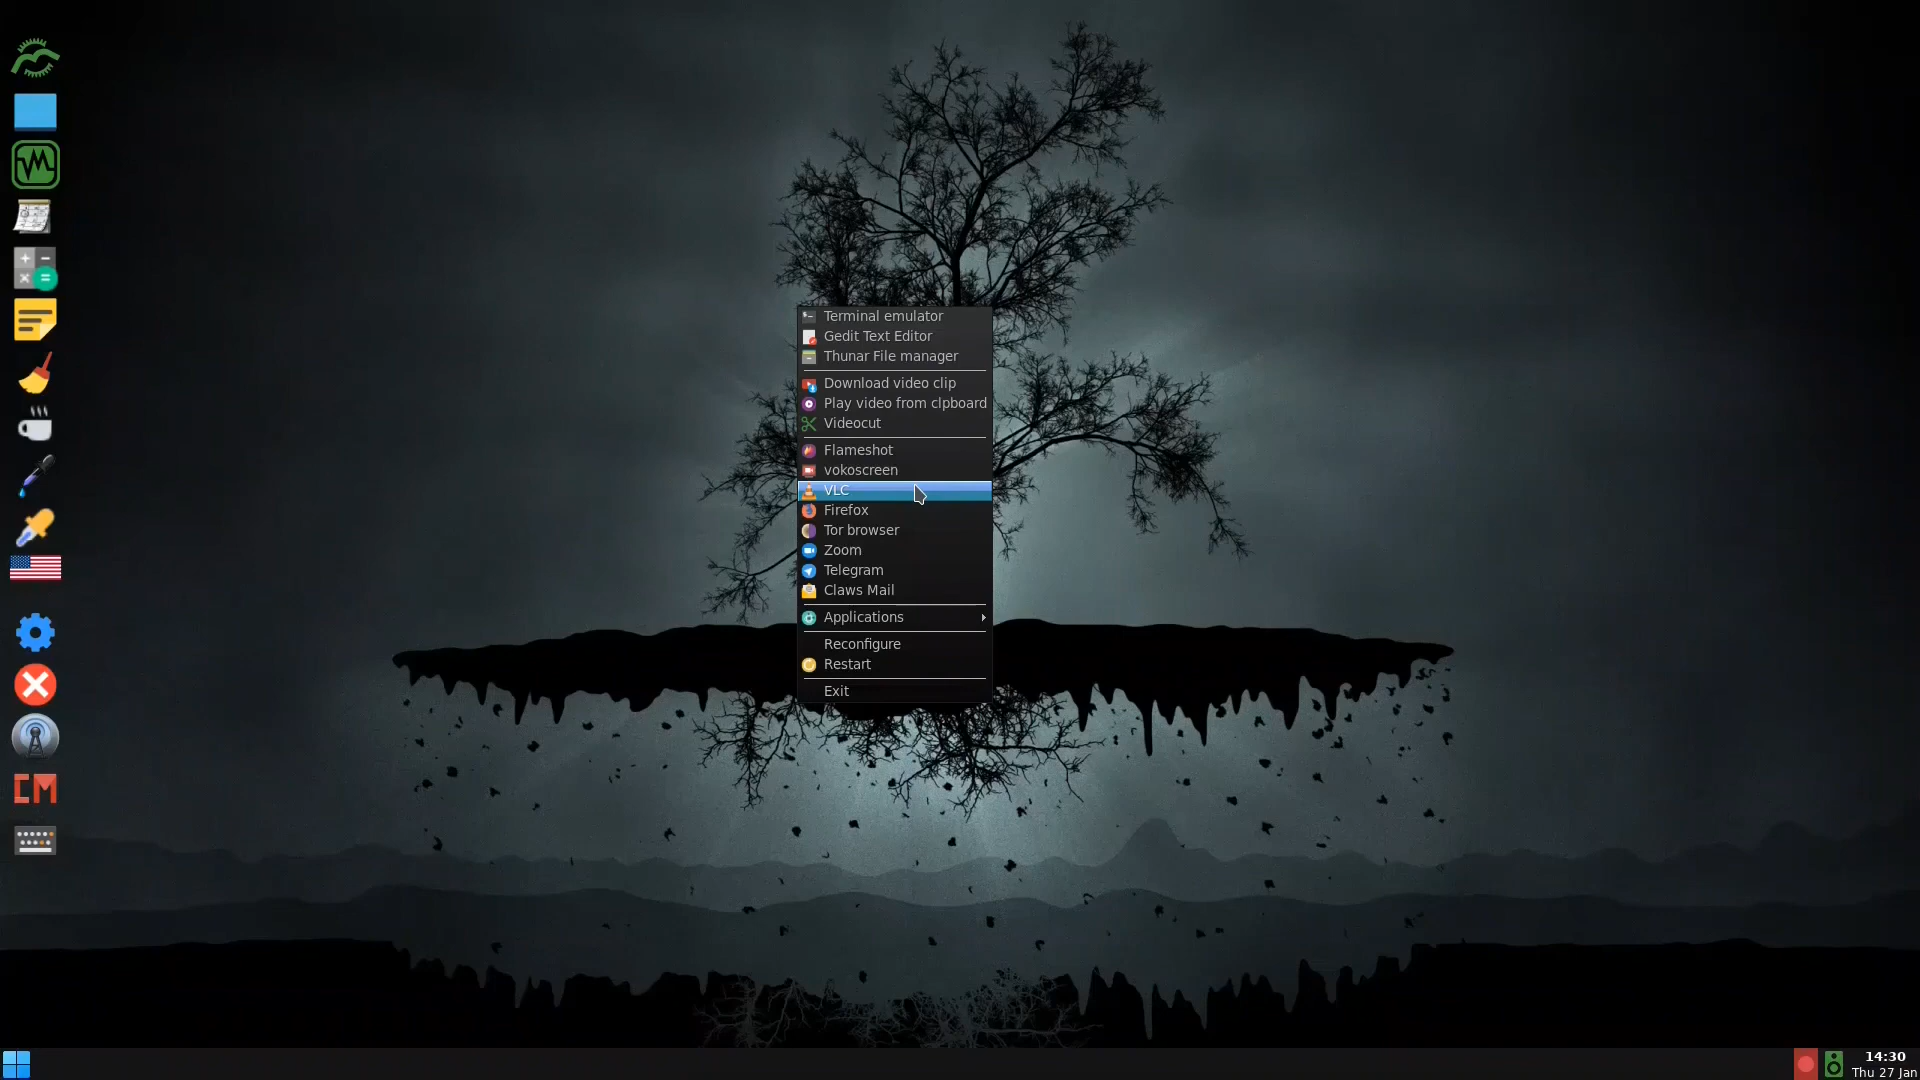 Terminal emulator
Gedit Text Editor
Thunar File manager
Download video clip
Play video from clpboard
Videocut
Flameshot
vokoscreen
VLC
Firefox
Tor browser
Zoom
Telegram
Claws Mail
Applications
Reconfigure
Restart
Exit
14:30
Thu 27 Jan